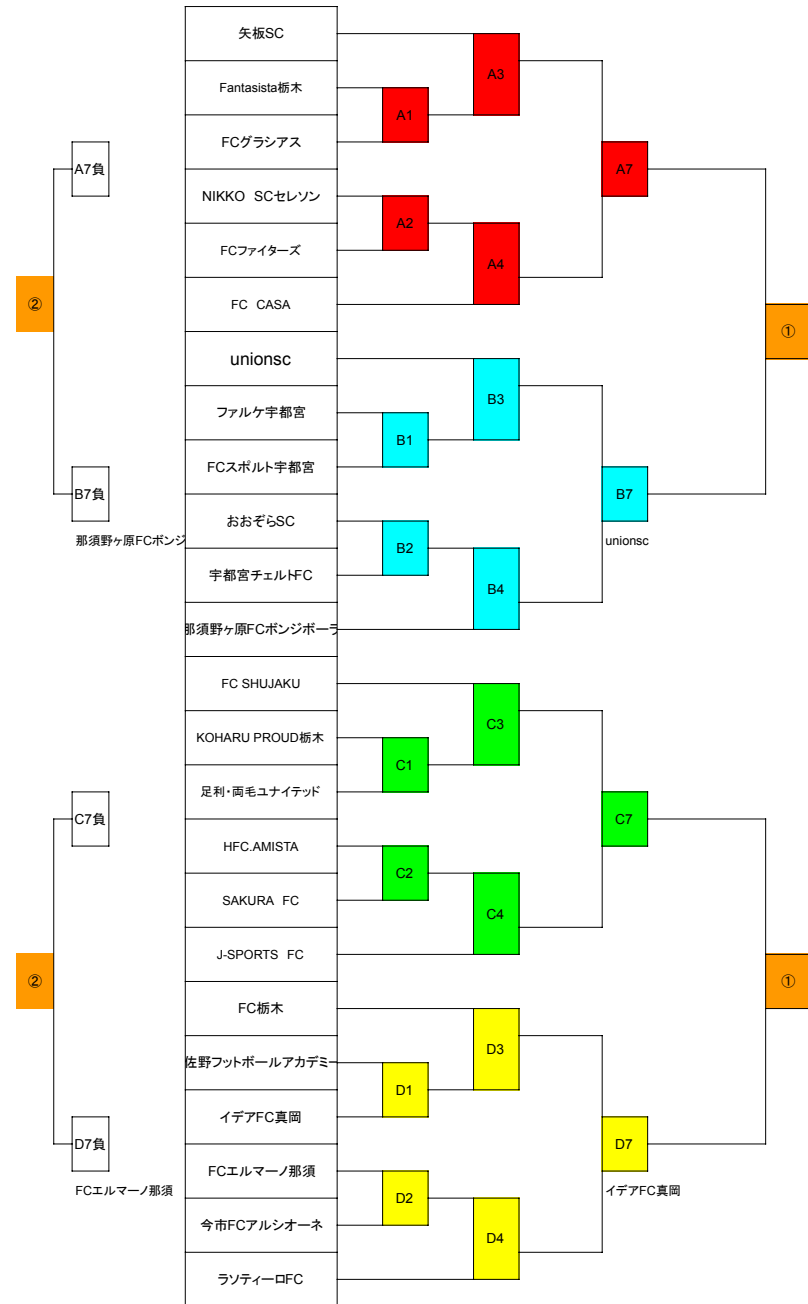 矢板SC
A3
Fantasista栃木
A1
FCグラシアス
A7負
A7
NIKKO　SCセレソン
A2
FCファイターズ
A4
②
FC　CASA
①
unionsc
B3
ファルケ宇都宮
B1
FCスポルト宇都宮
B7負
B7
おおぞらSC
那須野ヶ原FCボンジ
B2
unionsc
宇都宮チェルトFC
B4
那須野ヶ原FCボンジボーラ
FC SHUJAKU
C3
KOHARU PROUD栃木
C1
足利・両毛ユナイテッド
C7負
C7
HFC.AMISTA
C2
SAKURA　FC
C4
J-SPORTS　FC
②
①
FC栃木
D3
佐野フットボールアカデミー
D1
イデアFC真岡
D7負
D7
FCエルマーノ那須
FCエルマーノ那須
D2
イデアFC真岡
今市FCアルシオーネ
D4
ラソティーロFC